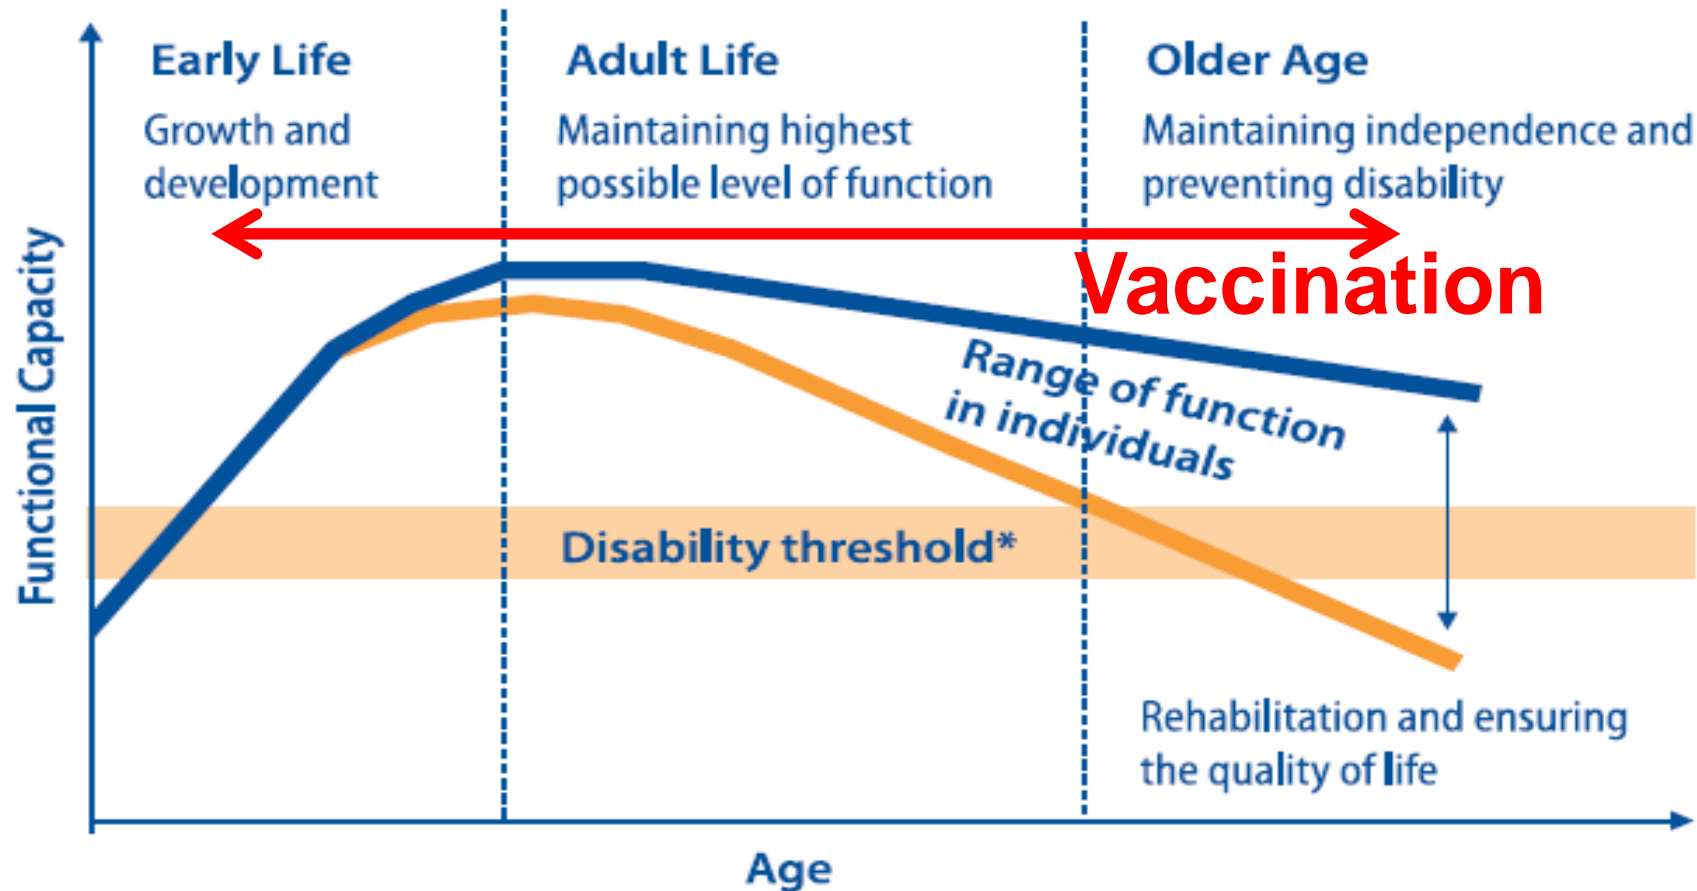 Early Life
Growth and
development
Adult Life
Maintaining highest
possible level of function
Older Age
Maintaining independence and
preventing disability
Vaccination
Functional Capacity
Range of function
in individuals
Disability threshold*
Rehabilitation and ensuring
the quality of life
Age